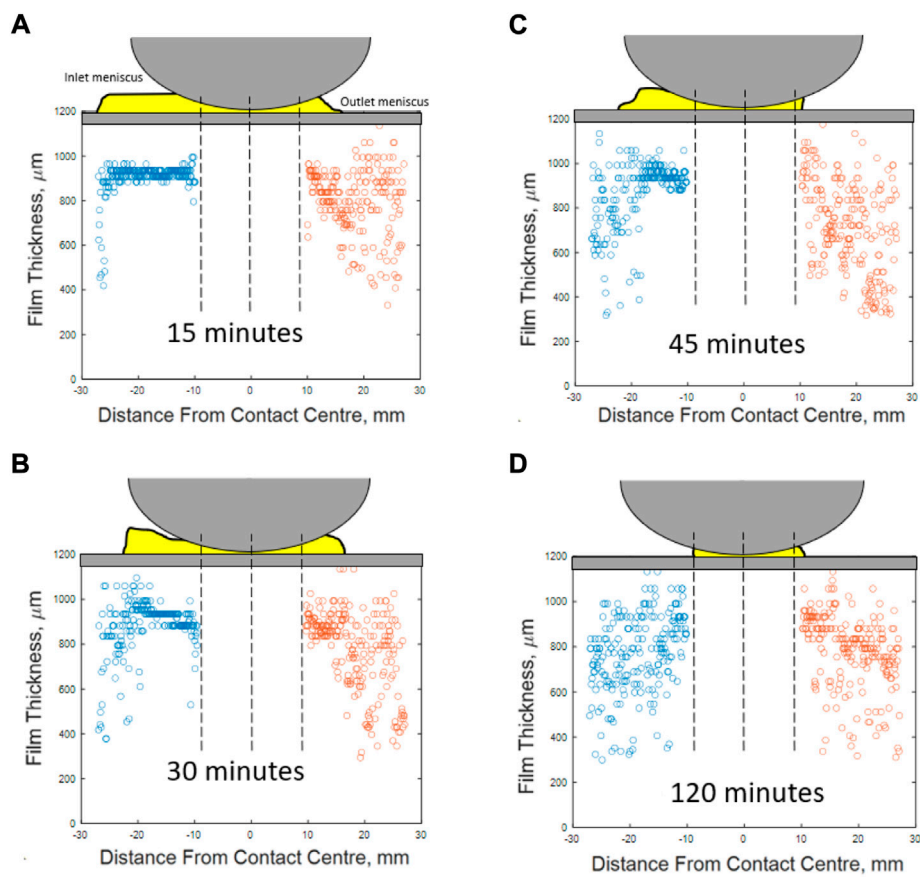 A
Inlet meniscus
Outlet meniscus
1200
1000
800
600
400
200
0
Film Thickness, μm
15 minutes
-30 -20 -10 0 10 20 30
Distance From Contact Centre, mm
C
1200
1000
800
600
400
200
0
Film Thickness, μm
45 minutes
-30 -20 -10 0 10 20 30
Distance From Contact Centre, mm
B
1200
1000
800
600
400
200
0
Film Thickness, μm
30 minutes
-30 -20 -10 0 10 20 30
Distance From Contact Centre, mm
D
1200
1000
800
600
400
200
0
Film Thickness, μm
120 minutes
-30 -20 -10 0 10 20 30
Distance From Contact Centre, mm